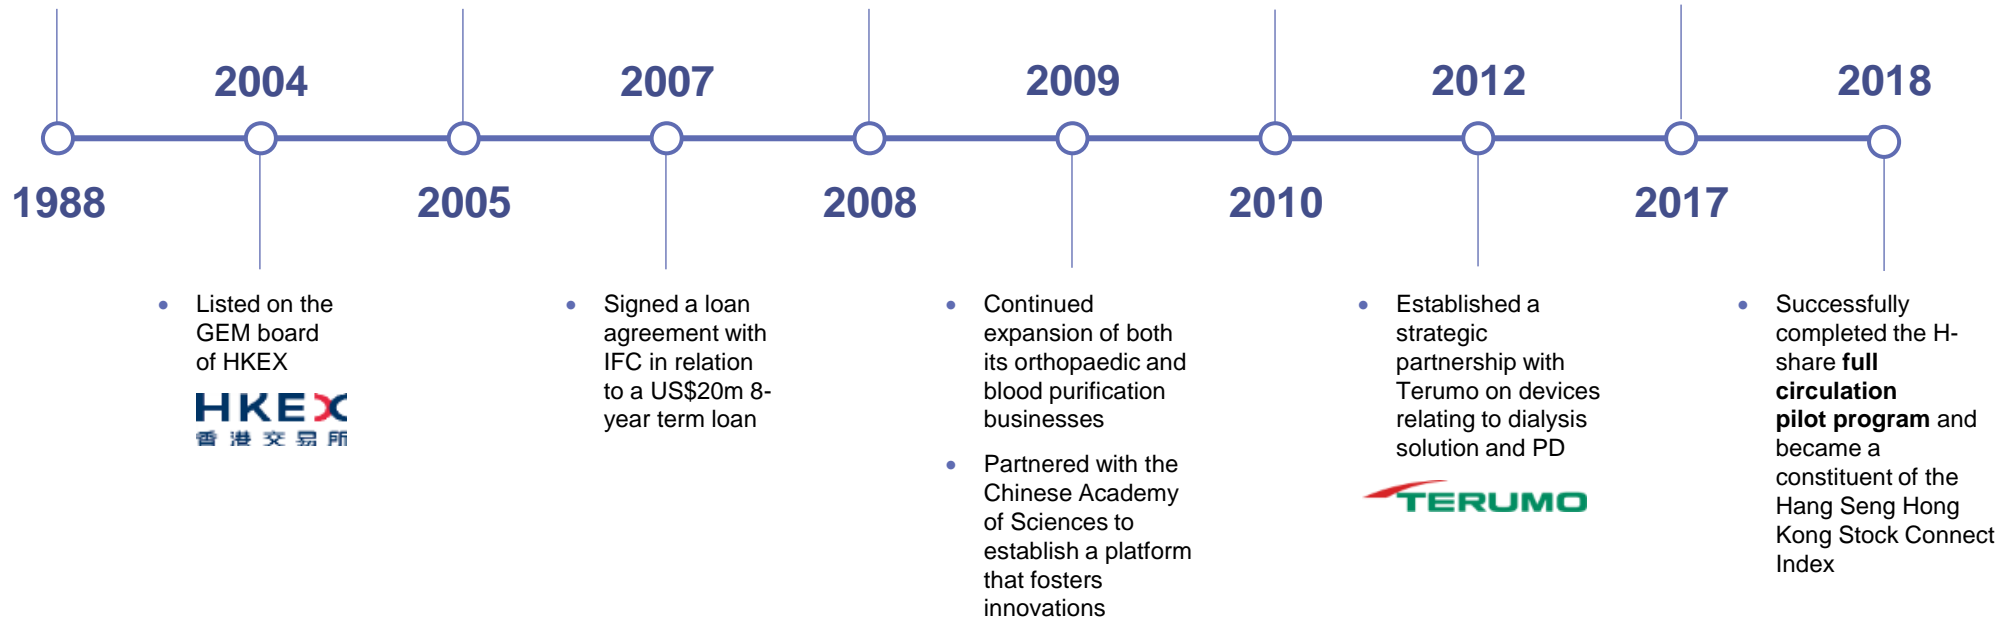 2004
2007
2009
2012
2018
1988
2005
2008
2010
2017
• Listed on the
GEM board
of HKEX
HKEX
香港交易所
• Signed a loan
agreement with
IFC in relation
to a US$20m 8-
year term loan
• Continued
expansion of both
its orthopaedic and
blood purification
businesses
• Partnered with the
Chinese Academy
of Sciences to
establish a platform
that fosters
innovations
• Established a
strategic
partnership with
Terumo on devices
relating to dialysis
solution and PD
TERUMO
• Successfully
completed the H-
share full
circulation
pilot program and
became a
constituent of the
Hang Seng Hong
Kong Stock Connect
Index